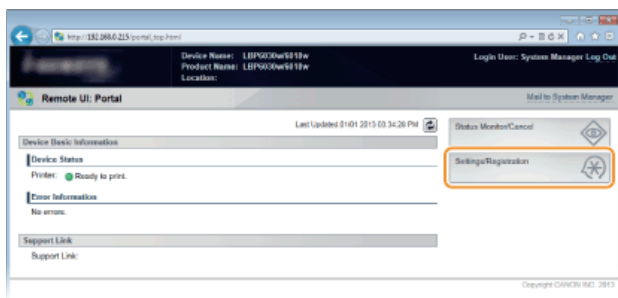 http://192.168.0.215/portal_top.html
Device Name: LBP6030w/6018w
Product Name: LBP6030w/6018w
Location:
Login User: System Manager Log Out
Remote UI: Portal
Mail to System Manager
Last Updated 01/01 2013 03:34:28 PM
Device Basic Information
Device Status
Printer: Ready to print.
Error Information
No errors.
Support Link
Support Link:
Status Monitor/Cancel
Settings/Registration
Copyright CANON INC. 2013